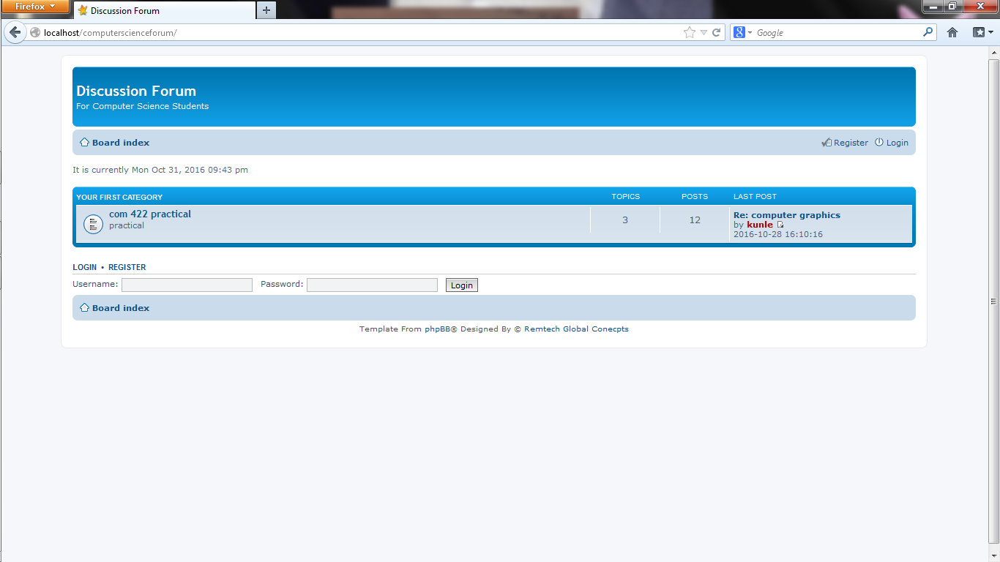 Firefox
Discussion Forum
localhost/computerscienceforum/
Google
Discussion Forum
For Computer Science Students
Board index
Register
Login
It is currently Mon Oct 31, 2016 09:43 pm
YOUR FIRST CATEGORY TOPICS POSTS LAST POST
com 422 practical
practical
3
12
Re: computer graphics
by kunle
2016-10-28 16:10:16
LOGIN • REGISTER
Username: Password: Login
Board index
Template From phpBB® Designed By © Remtech Global Conecpts